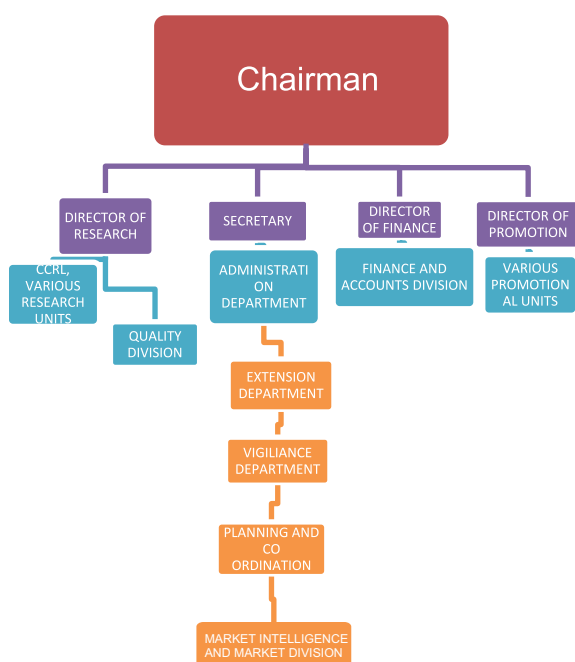 Chairman
DIRECTOR OF
RESEARCH
SECRETARY
DIRECTOR
OF FINANCE
DIRECTOR OF
PROMOTION
CCRL,
VARIOUS
RESEARCH
UNITS
QUALITY
DIVISION
ADMINISTRATI
ON
DEPARTMENT
FINANCE AND
ACCOUNTS DIVISION
VARIOUS
PROMOTION
AL UNITS
EXTENSION
DEPARTMENT
VIGILIANCE
DEPARTMENT
PLANNING AND
CO
ORDINATION
MARKET INTELLIGENCE
AND MARKET DIVISION